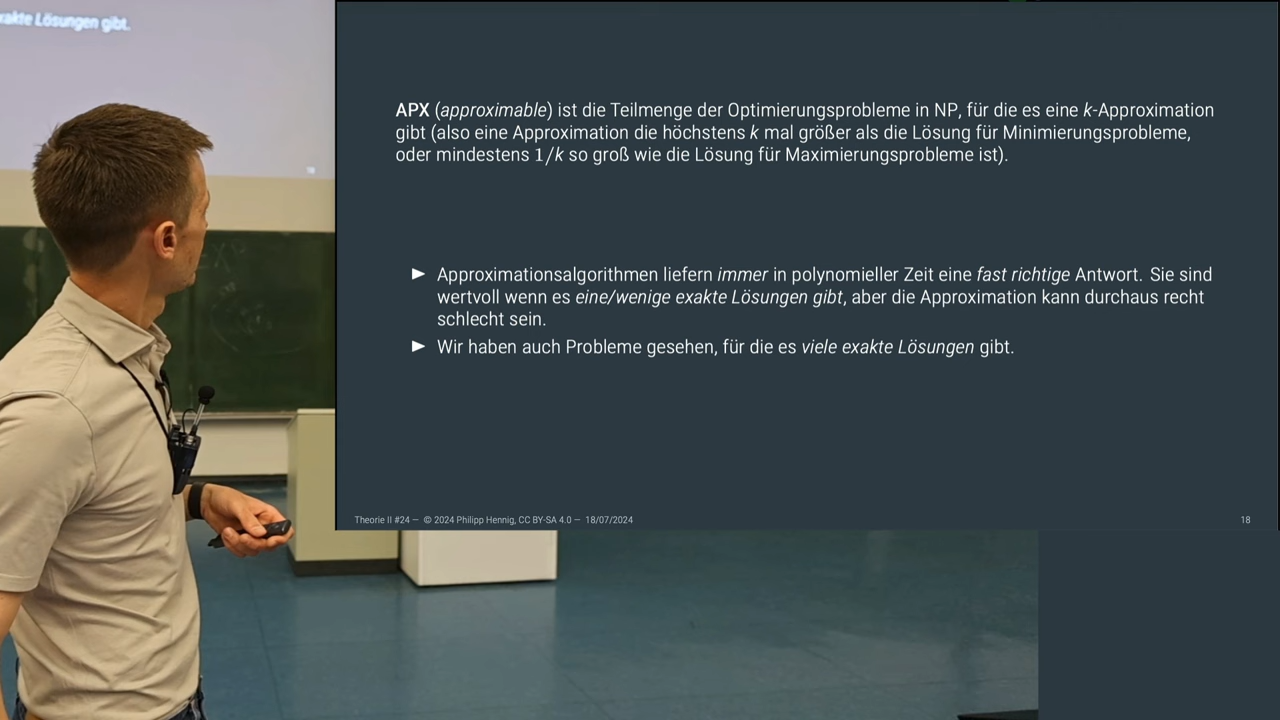 xakte Lösungen gibt.
APX (approximable) ist die Teilmenge der Optimierungsprobleme in NP, für die es eine k-Approximation
gibt (also eine Approximation die höchstens k mal größer als die Lösung für Minimierungsprobleme,
oder mindestens 1/k so groß wie die Lösung für Maximierungsprobleme ist).
► Approximationsalgorithmen liefern immer in polynomieller Zeit eine fast richtige Antwort. Sie sind
wertvoll wenn es eine/wenige exakte Lösungen gibt, aber die Approximation kann durchaus recht
schlecht sein.
► Wir haben auch Probleme gesehen, für die es viele exakte Lösungen gibt.
Theorie II #24 — © 2024 Philipp Hennig, CC BY-SA 4.0 — 18/07/2024
18